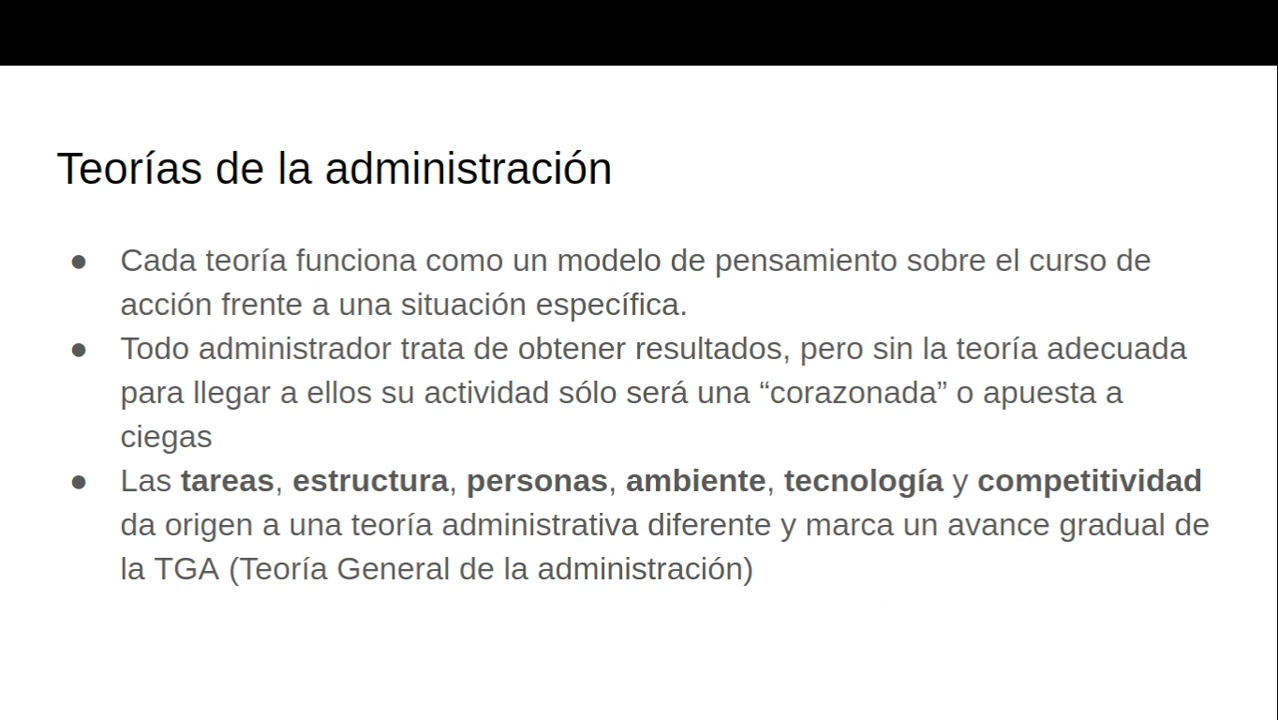 Teorías de la administración
● Cada teoría funciona como un modelo de pensamiento sobre el curso de
acción frente a una situación específica.
● Todo administrador trata de obtener resultados, pero sin la teoría adecuada
para llegar a ellos su actividad sólo será una “corazonada” o apuesta a
ciegas
● Las tareas, estructura, personas, ambiente, tecnología y competitividad
da origen a una teoría administrativa diferente y marca un avance gradual de
la TGA (Teoría General de la administración)